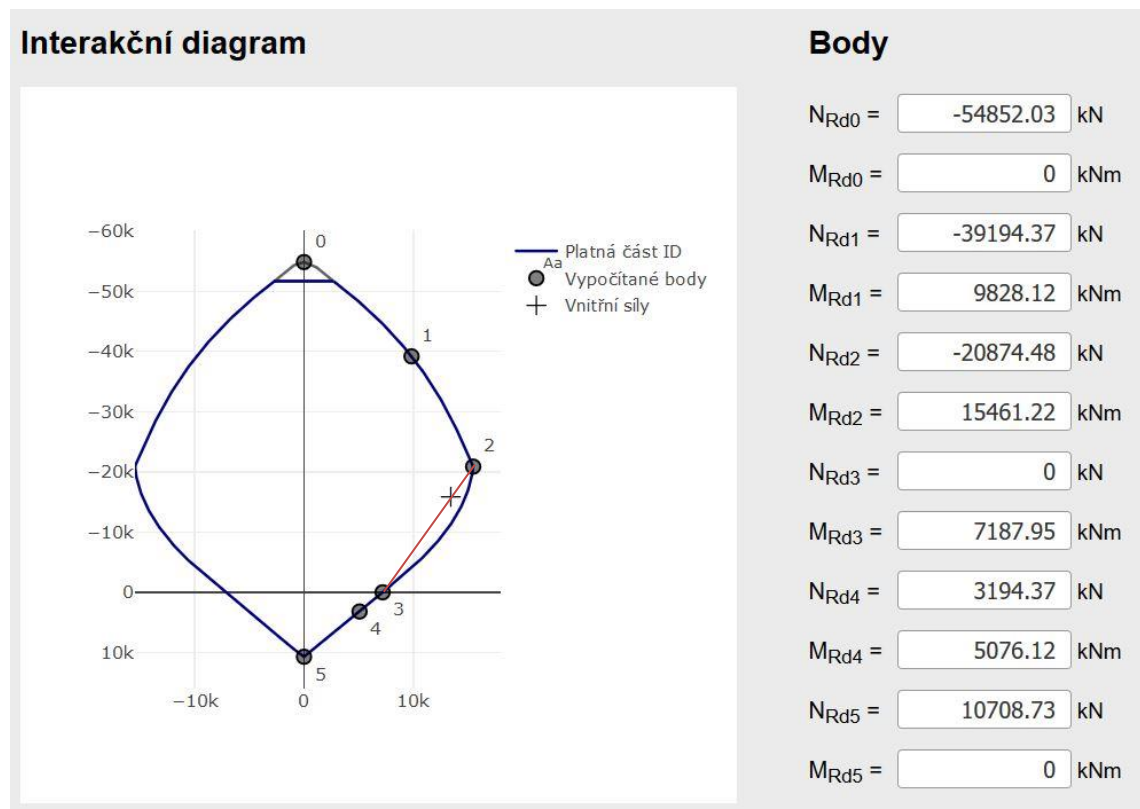 Interakční diagram
−60k
−50k
−40k
−30k
−20k
−10k
0
10k
−10k
0
10k
0
1
2
3
4
5
Platná část ID
Aa
Vypočítané body
Vnitřní síly
Body
NRd0 = -54852.03 kN
MRd0 = 0 kNm
NRd1 = -39194.37 kN
MRd1 = 9828.12 kNm
NRd2 = -20874.48 kN
MRd2 = 15461.22 kNm
NRd3 = 0 kN
MRd3 = 7187.95 kNm
NRd4 = 3194.37 kN
MRd4 = 5076.12 kNm
NRd5 = 10708.73 kN
MRd5 = 0 kNm